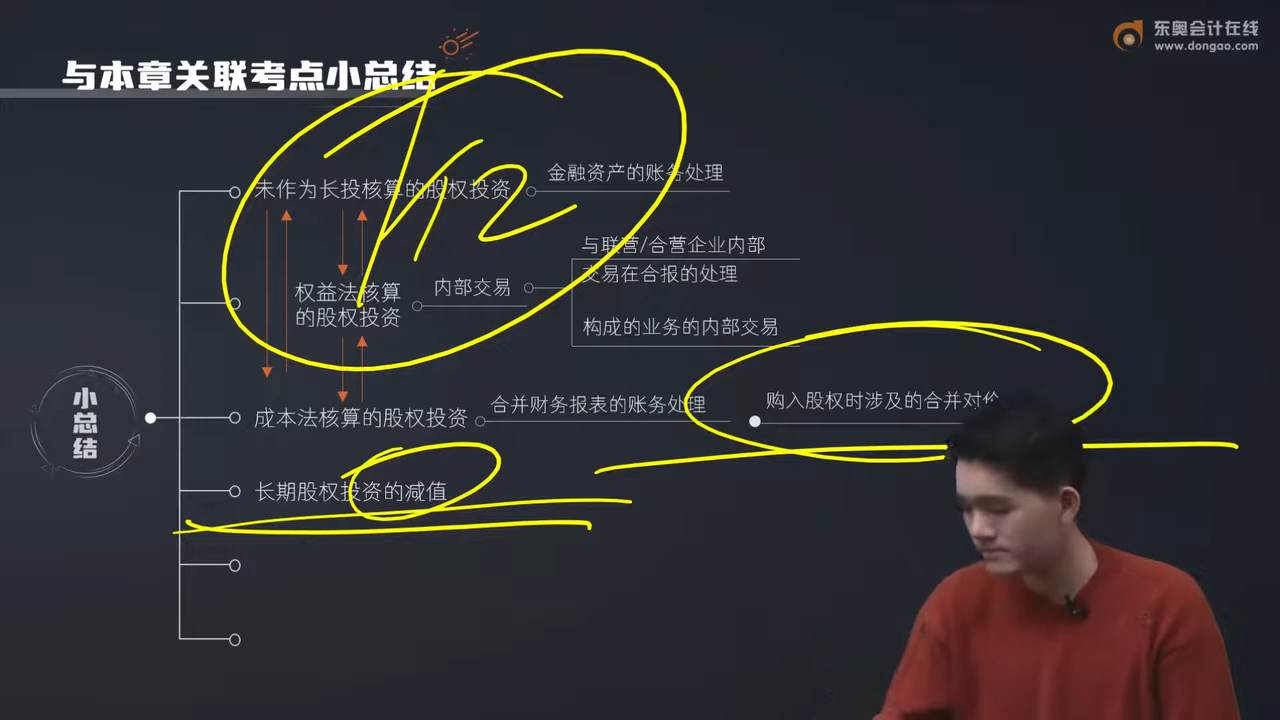 东奥会计在线
www.dongao.com
与本章关联考点小总结
未作为长投核算的股权投资
金融资产的账务处理
权益法核算
的股权投资
内部交易
与联营/合营企业内部
交易在合报的处理
构成的业务的内部交易
小总结
成本法核算的股权投资
合并财务报表的账务处理
购入股权时涉及的合并对价
长期股权投资的减值